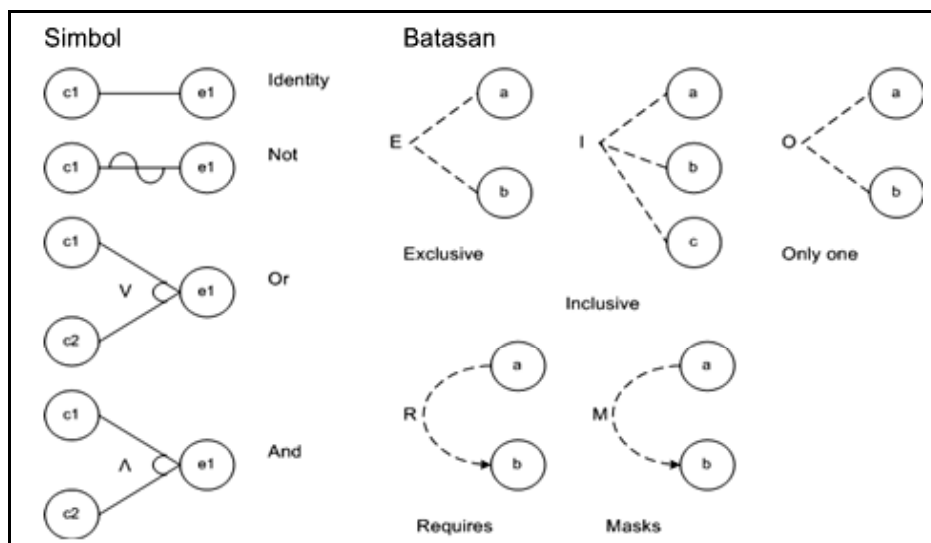 Simbol
c1 e1 Identity
c1 e1 Not
c1
V e1 Or
c2
c1
Λ e1 And
c2
Batasan
E a
b
Exclusive
I a
b
c
Inclusive
O a
b
Only one
R a
b
Requires
M a
b
Masks